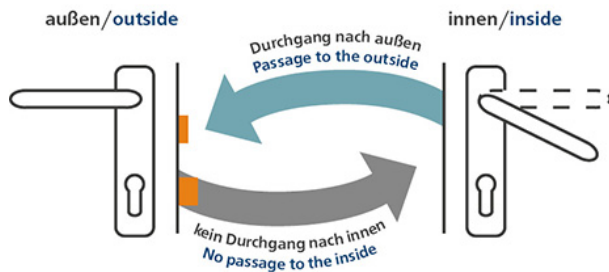 außen/outside
innen/inside
Durchgang nach außen
Passage to the outside
kein Durchgang nach innen
No passage to the inside